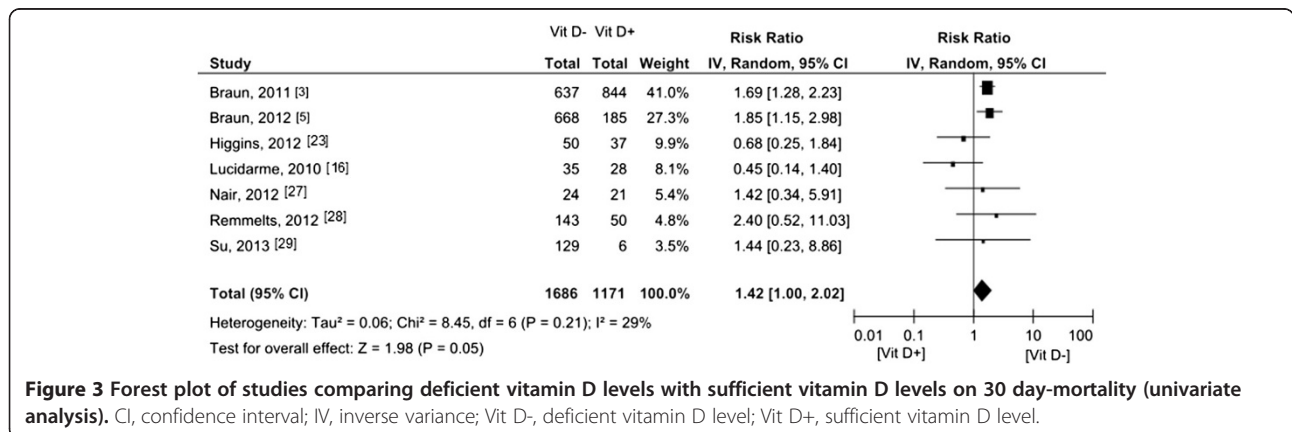 Vit D- Vit D+ Risk Ratio Risk Ratio
Study Total Total Weight IV, Random, 95% CI IV, Random, 95% CI
Braun, 2011 [3] 637 844 41.0% 1.69 [1.28, 2.23]
Braun, 2012 [5] 668 185 27.3% 1.85 [1.15, 2.98]
Higgins, 2012 [23] 50 37 9.9% 0.68 [0.25, 1.84]
Lucidarme, 2010 [16] 35 28 8.1% 0.45 [0.14, 1.40]
Nair, 2012 [27] 24 21 5.4% 1.42 [0.34, 5.91]
Remmelts, 2012 [28] 143 50 4.8% 2.40 [0.52, 11.03]
Su, 2013 [29] 129 6 3.5% 1.44 [0.23, 8.86]
Total (95% CI) 1686 1171 100.0% 1.42 [1.00, 2.02]
Heterogeneity: Tau² = 0.06; Chi² = 8.45, df = 6 (P = 0.21); I² = 29%
Test for overall effect: Z = 1.98 (P = 0.05)
0.01 0.1 1 10 100
[Vit D+] [Vit D-]
Figure 3 Forest plot of studies comparing deficient vitamin D levels with sufficient vitamin D levels on 30 day-mortality (univariate
analysis). CI, confidence interval; IV, inverse variance; Vit D-, deficient vitamin D level; Vit D+, sufficient vitamin D level.